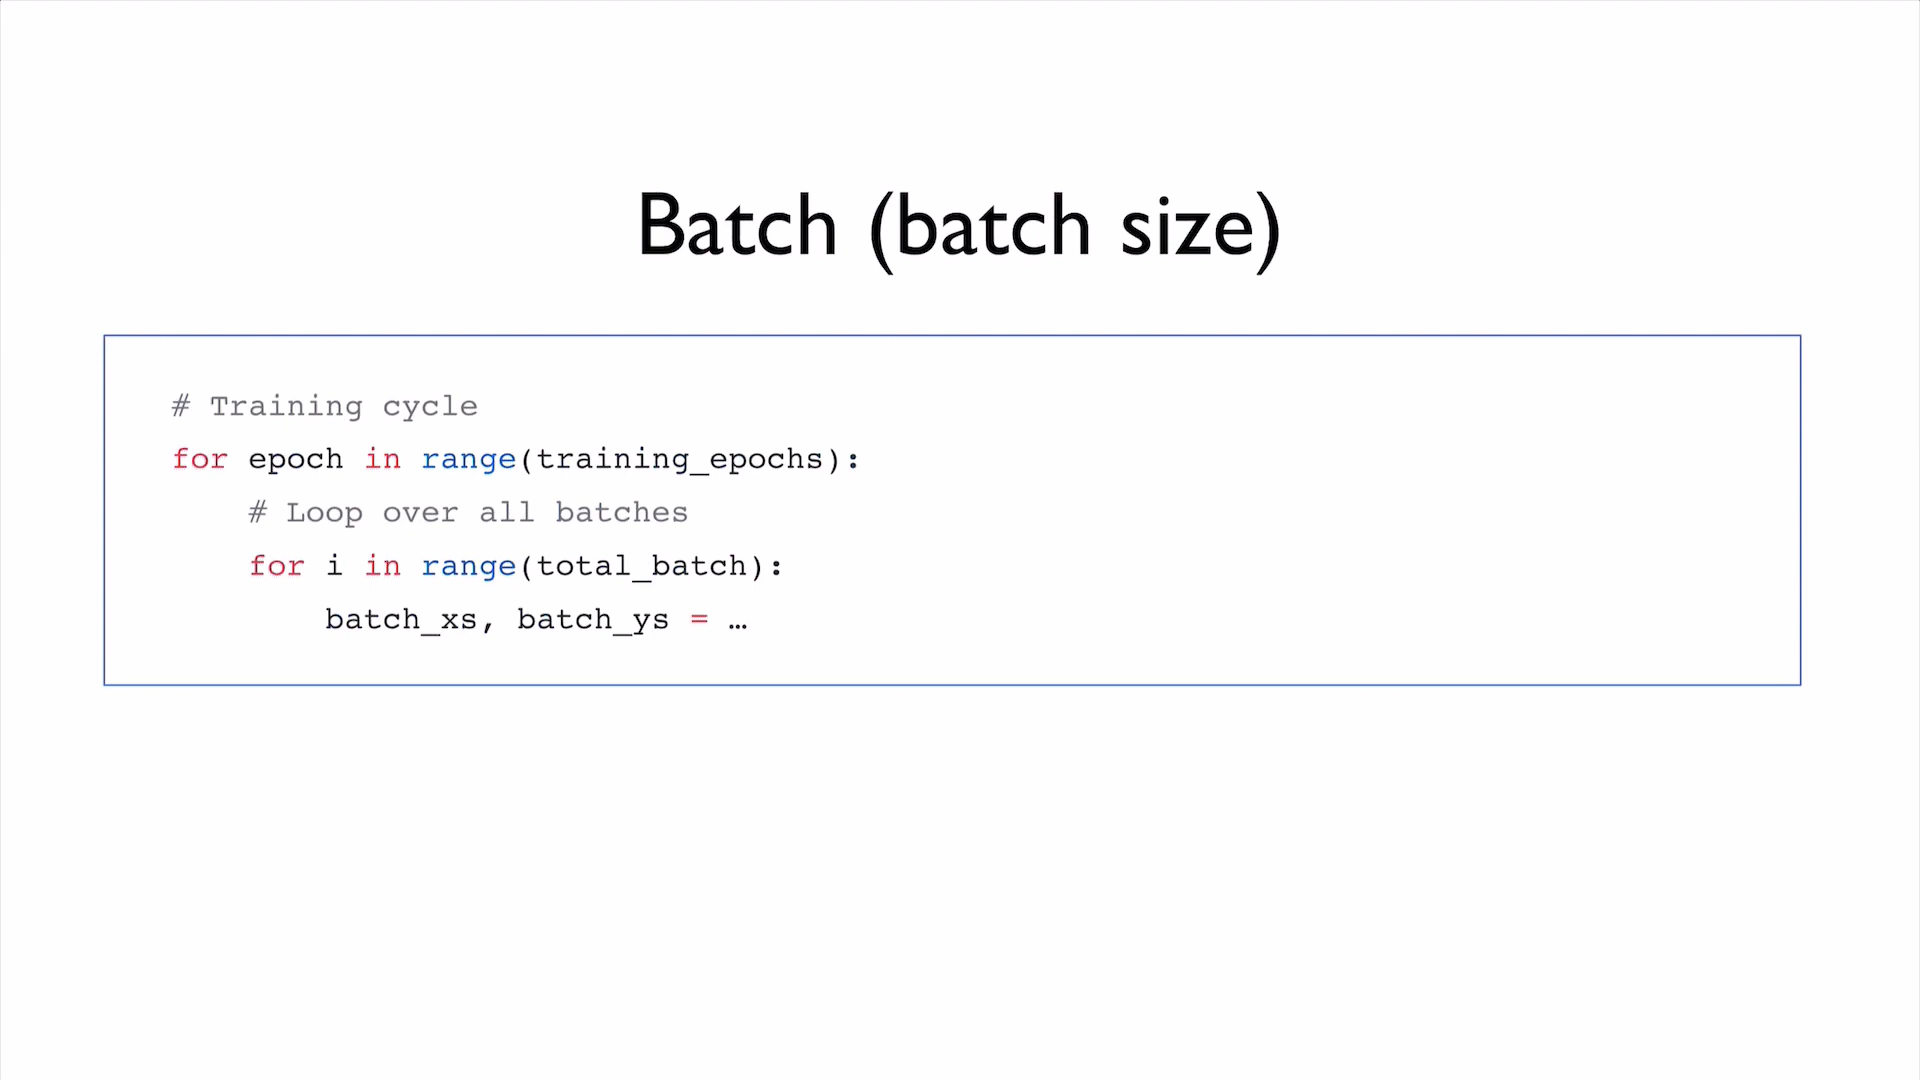 Batch (batch size)
# Training cycle
for epoch in range(training_epochs):
    # Loop over all batches
    for i in range(total_batch):
        batch_xs, batch_ys = …